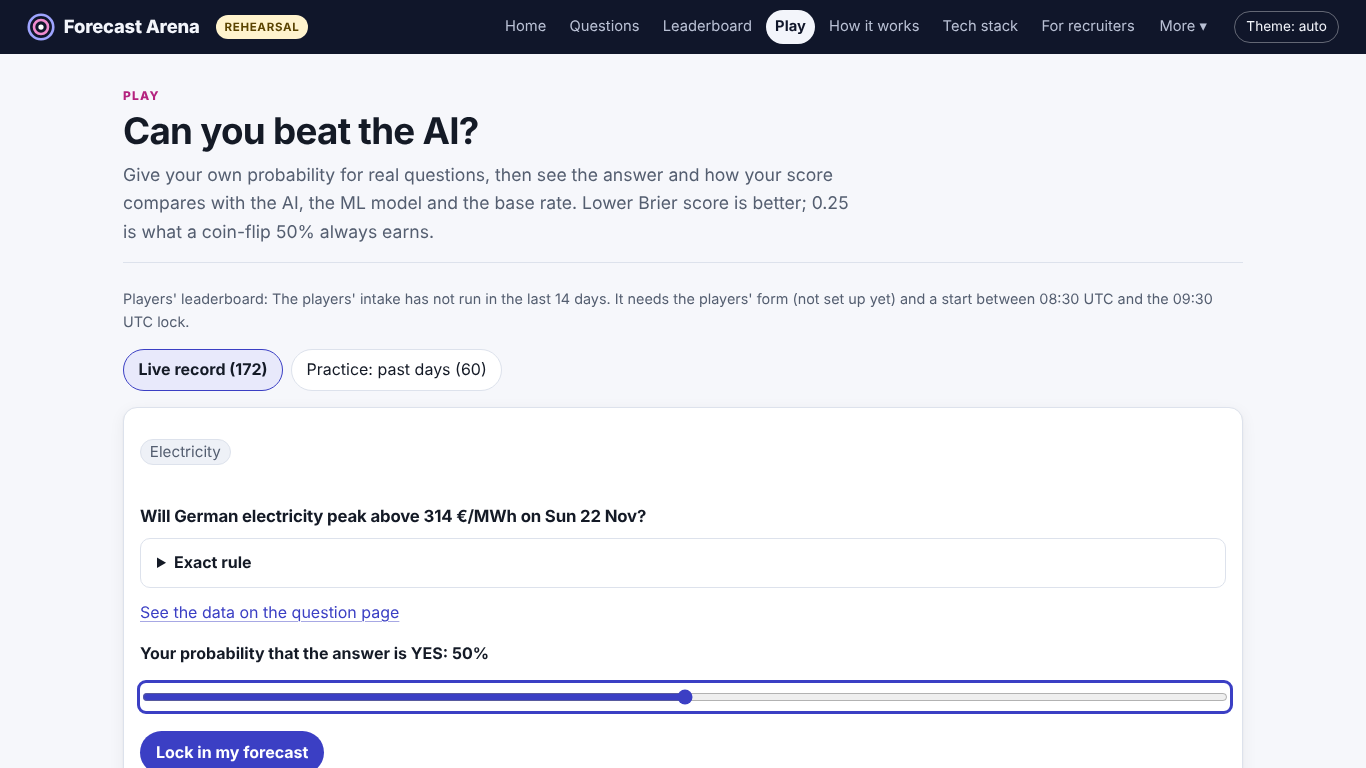 Forecast Arena REHEARSAL Home Questions Leaderboard Play How it works Tech stack For recruiters More ▾ Theme: auto
PLAY
Can you beat the AI?
Give your own probability for real questions, then see the answer and how your score
compares with the AI, the ML model and the base rate. Lower Brier score is better; 0.25
is what a coin-flip 50% always earns.
Players' leaderboard: The players' intake has not run in the last 14 days. It needs the players' form (not set up yet) and a start between 08:30 UTC and the 09:30
UTC lock.
Live record (172) Practice: past days (60)
Electricity
Will German electricity peak above 314 €/MWh on Sun 22 Nov?
▶ Exact rule
See the data on the question page
Your probability that the answer is YES: 50%
Lock in my forecast